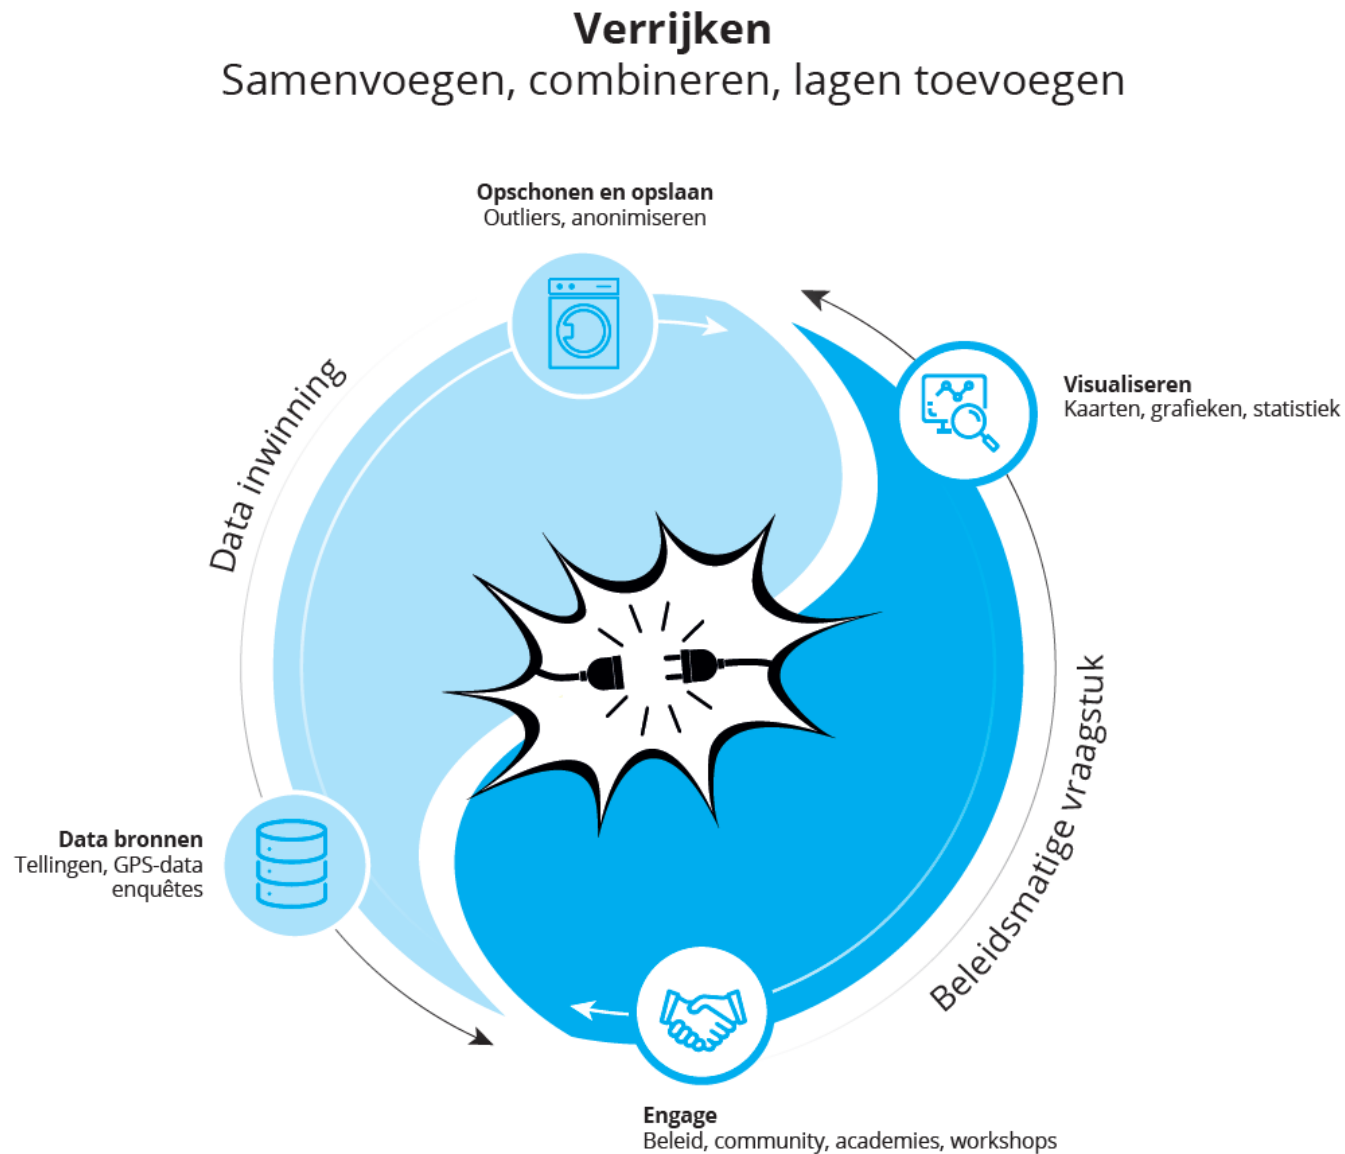 Verrijken
Samenvoegen, combineren, lagen toevoegen
Opschonen en opslaan
Outliers, anonimiseren
Data inwinning
Visualiseren
Kaarten, grafieken, statistiek
Beleidsmatige vraagstuk
Data bronnen
Tellingen, GPS-data
enquêtes
Engage
Beleid, community, academies, workshops